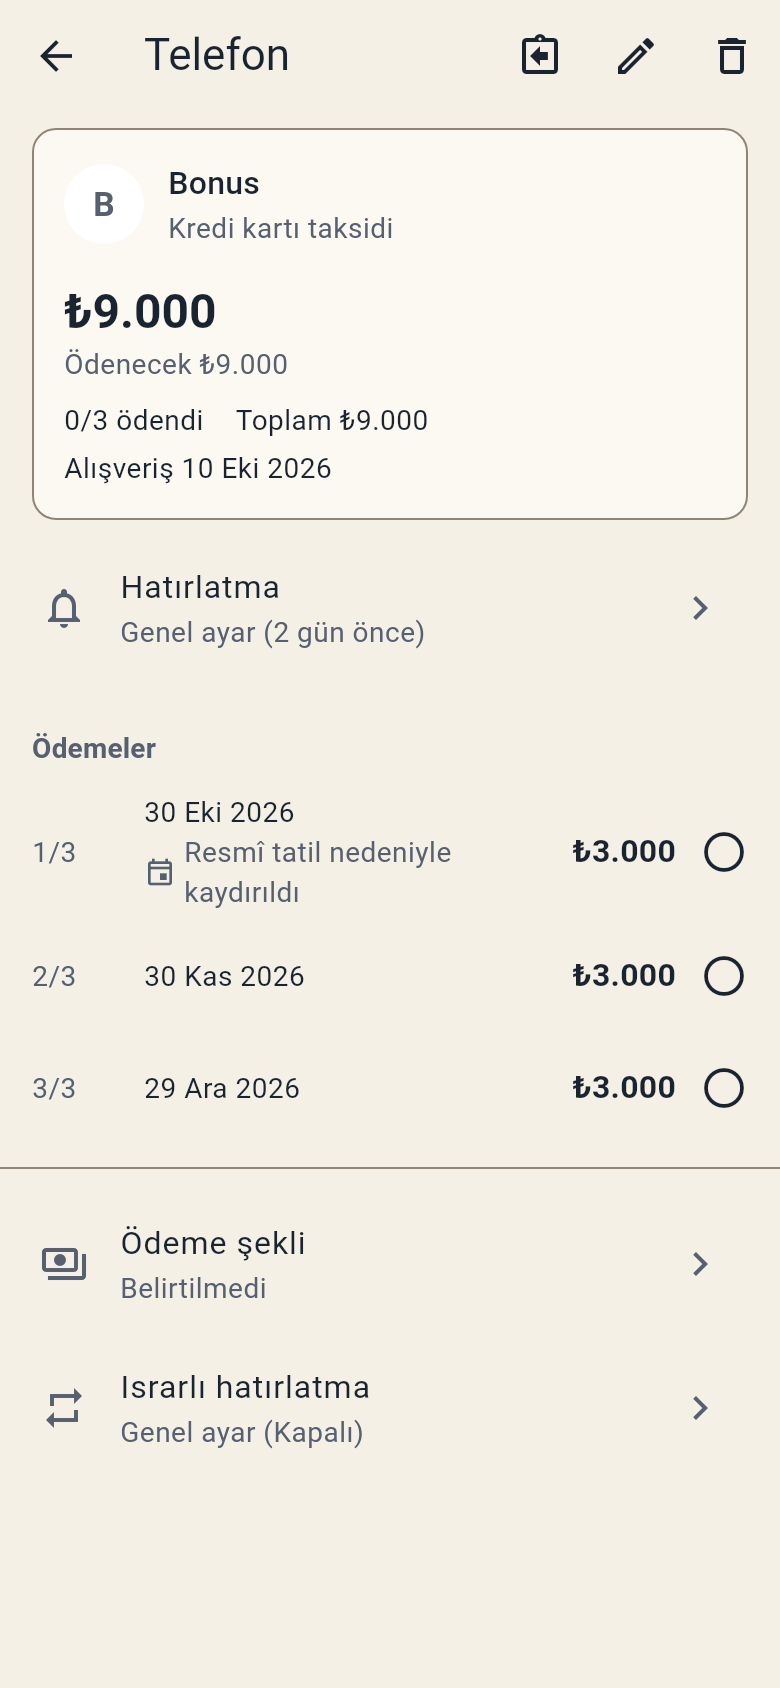 Telefon
B
Bonus
Kredi kartı taksidi
₺9.000
Ödenecek ₺9.000
0/3 ödendi Toplam ₺9.000
Alışveriş 10 Eki 2026
Hatırlatma
Genel ayar (2 gün önce)
Ödemeler
30 Eki 2026
1/3 Resmî tatil nedeniyle ₺3.000
kaydırıldı
2/3 30 Kas 2026 ₺3.000
3/3 29 Ara 2026 ₺3.000
Ödeme şekli
Belirtilmedi
Israrlı hatırlatma
Genel ayar (Kapalı)